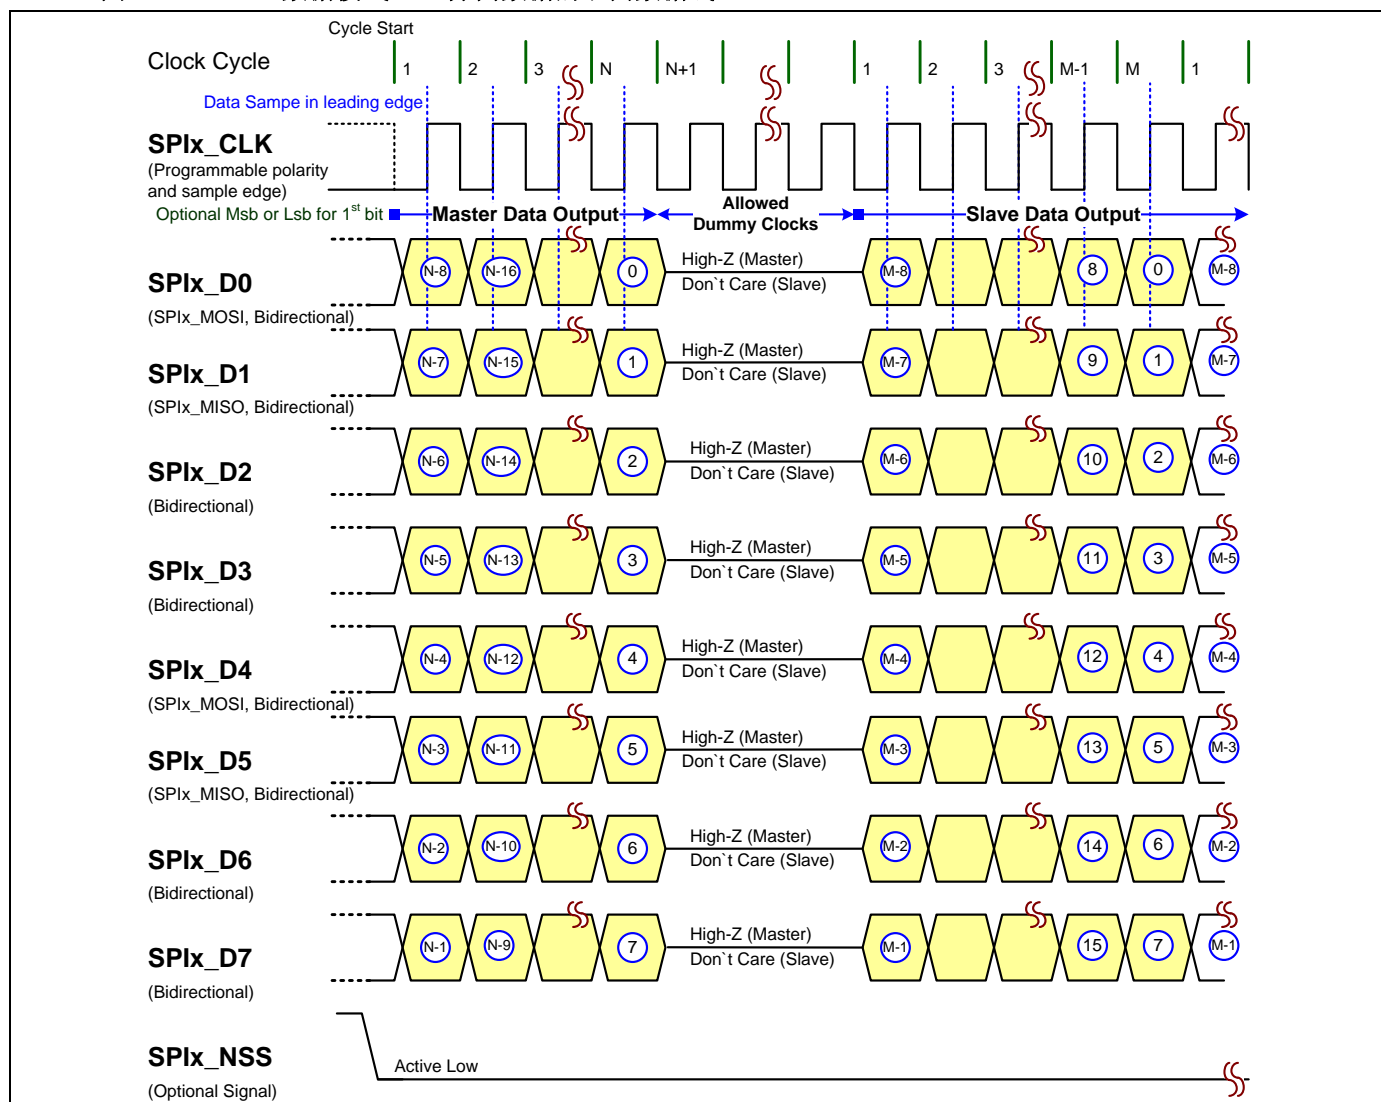 Cycle Start
Clock Cycle
1 2 3 N N+1 1 2 3 M-1 M 1
Data Sampe in leading edge
SPIx_CLK
(Programmable polarity
and sample edge)
Optional Msb or Lsb for 1st bit
Master Data Output
Allowed
Dummy Clocks
Slave Data Output
SPIx_D0
(SPIx_MOSI, Bidirectional)
N-8 N-16 0
High-Z (Master)
Don`t Care (Slave)
M-8 8 0 M-8
SPIx_D1
(SPIx_MISO, Bidirectional)
N-7 N-15 1
High-Z (Master)
Don`t Care (Slave)
M-7 9 1 M-7
SPIx_D2
(Bidirectional)
N-6 N-14 2
High-Z (Master)
Don`t Care (Slave)
M-6 10 2 M-6
SPIx_D3
(Bidirectional)
N-5 N-13 3
High-Z (Master)
Don`t Care (Slave)
M-5 11 3 M-5
SPIx_D4
(SPIx_MOSI, Bidirectional)
N-4 N-12 4
High-Z (Master)
Don`t Care (Slave)
M-4 12 4 M-4
SPIx_D5
(SPIx_MISO, Bidirectional)
N-3 N-11 5
High-Z (Master)
Don`t Care (Slave)
M-3 13 5 M-3
SPIx_D6
(Bidirectional)
N-2 N-10 6
High-Z (Master)
Don`t Care (Slave)
M-2 14 6 M-2
SPIx_D7
(Bidirectional)
N-1 N-9 7
High-Z (Master)
Don`t Care (Slave)
M-1 15 7 M-1
SPIx_NSS
(Optional Signal)
Active Low